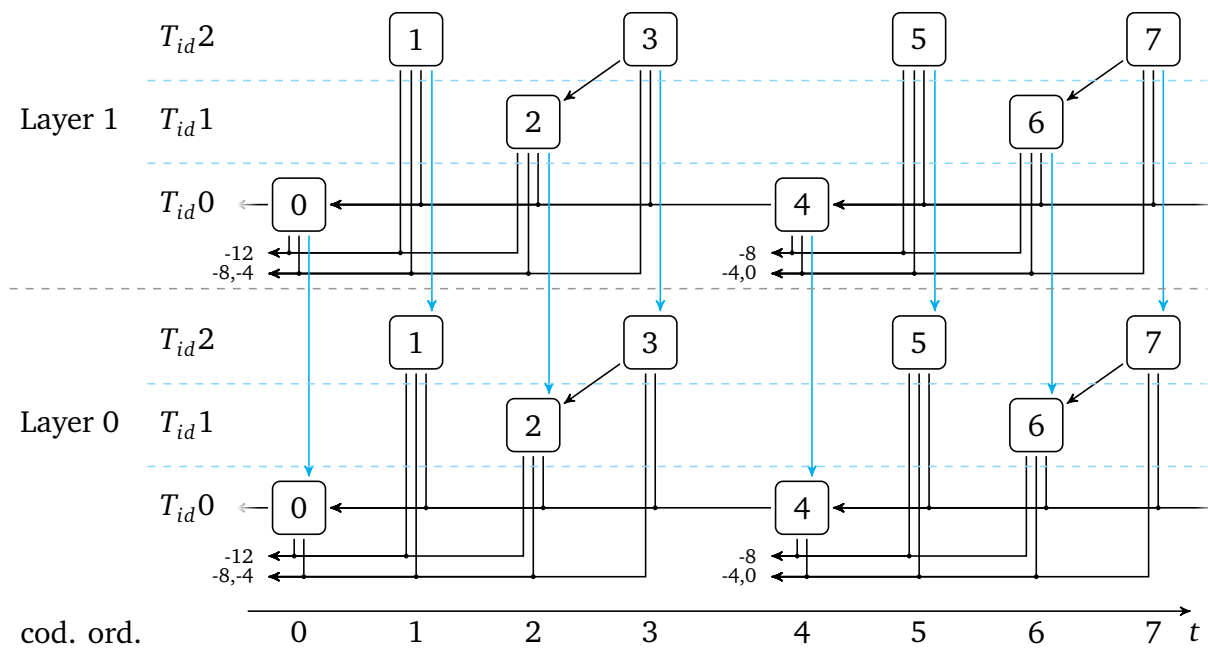 T_id2 1 3 5 7
Layer 1 T_id1 2 6
T_id0 0 4
-12 -8
-8,-4 -4,0
T_id2 1 3 5 7
Layer 0 T_id1 2 6
T_id0 0 4
-12 -8
-8,-4 -4,0
cod. ord. 0 1 2 3 4 5 6 7 t